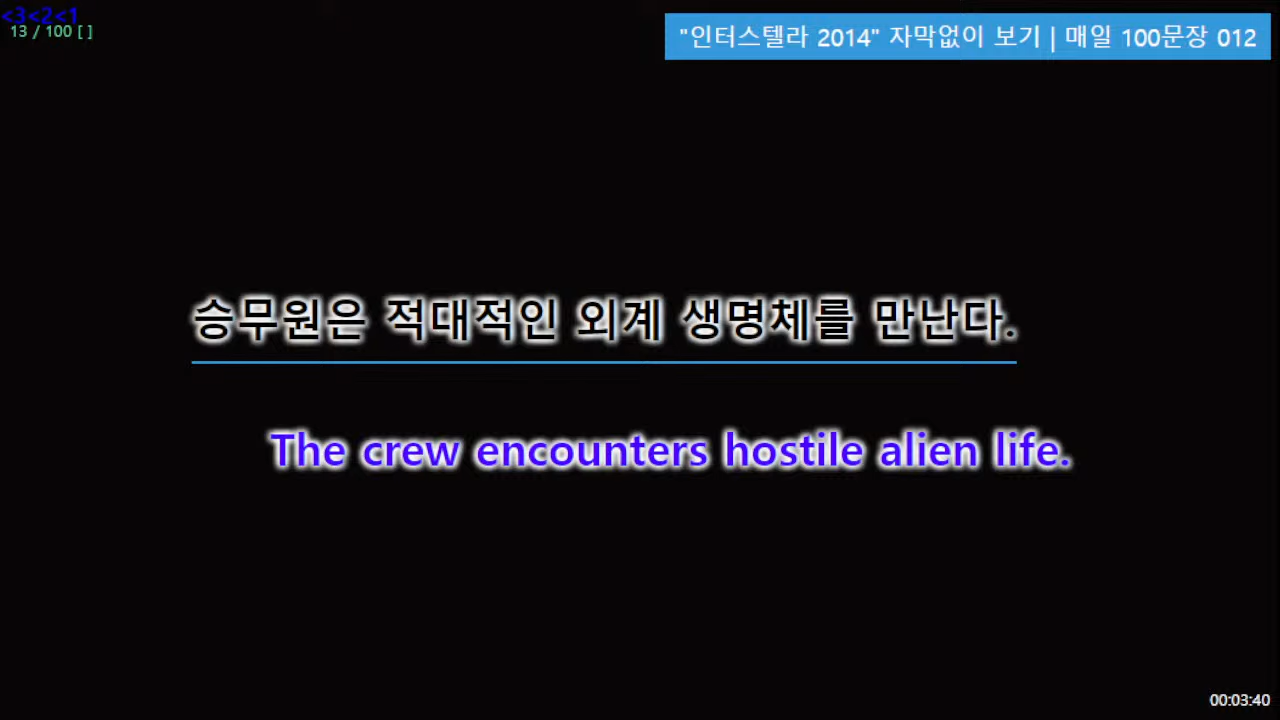 <3<2<1
13 / 100 [ ]
"인터스텔라 2014" 자막없이 보기 | 매일 100문장 012
승무원은 적대적인 외계 생명체를 만난다.
The crew encounters hostile alien life.
00:03:40